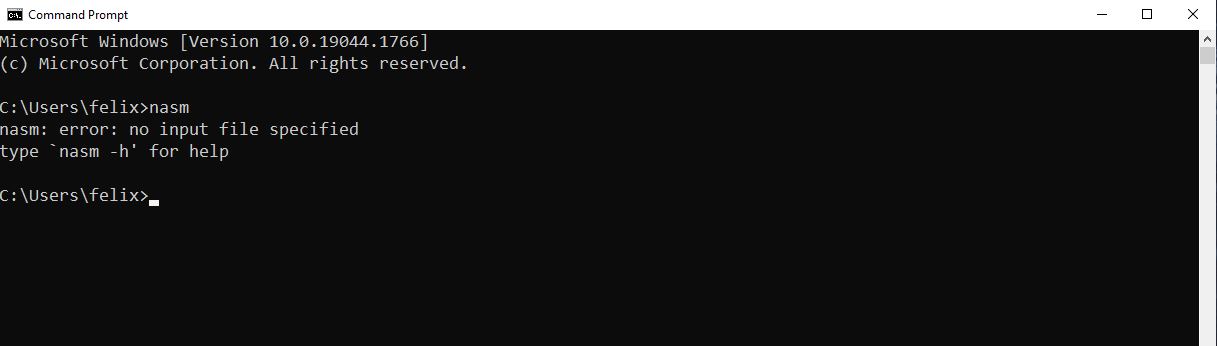 Command Prompt
Microsoft Windows [Version 10.0.19044.1766]
(c) Microsoft Corporation. All rights reserved.
C:\Users\felix>nasm
nasm: error: no input file specified
type `nasm -h' for help
C:\Users\felix>